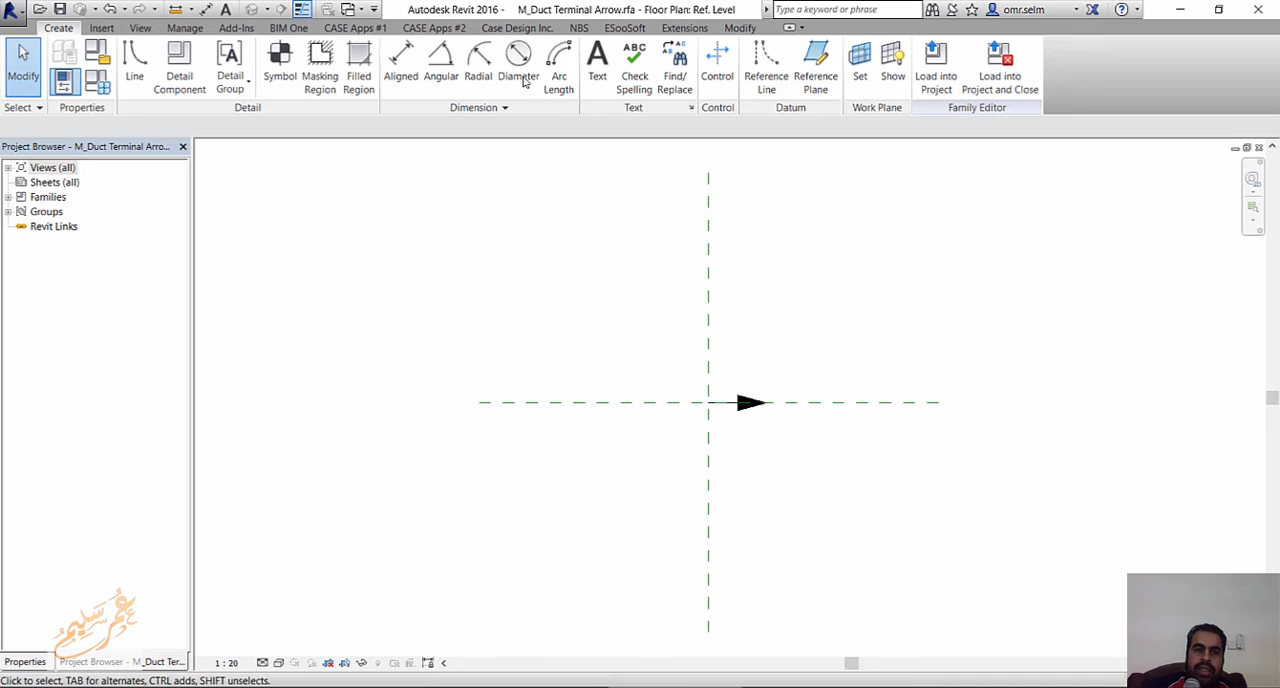 Autodesk Revit 2016 - M_Duct Terminal Arrow.rfa - Floor Plan: Ref. Level
Type a keyword or phrase
omr.selm
Create Insert Annotate View Manage Add-Ins BIM One CASE Apps #1 CASE Apps #2 Case Design Inc. NBS ESooSoft Extensions Modify
Modify
Line
Detail Component
Detail Group
Symbol
Masking Region
Filled Region
Aligned
Angular
Radial
Diameter
Arc Length
Text
Check Spelling
Find/ Replace
Control
Reference Line
Reference Plane
Set
Show
Load into Project
Load into Project and Close
Select Properties Detail Dimension Text Control Datum Work Plane Family Editor
Project Browser - M_Duct Terminal Arro...
Views (all)
Sheets (all)
Families
Groups
Revit Links
عُمر سَليم
Properties
Project Browser - M_Duct Ter...
1 : 20
Click to select, TAB for alternates, CTRL adds, SHIFT unselects.